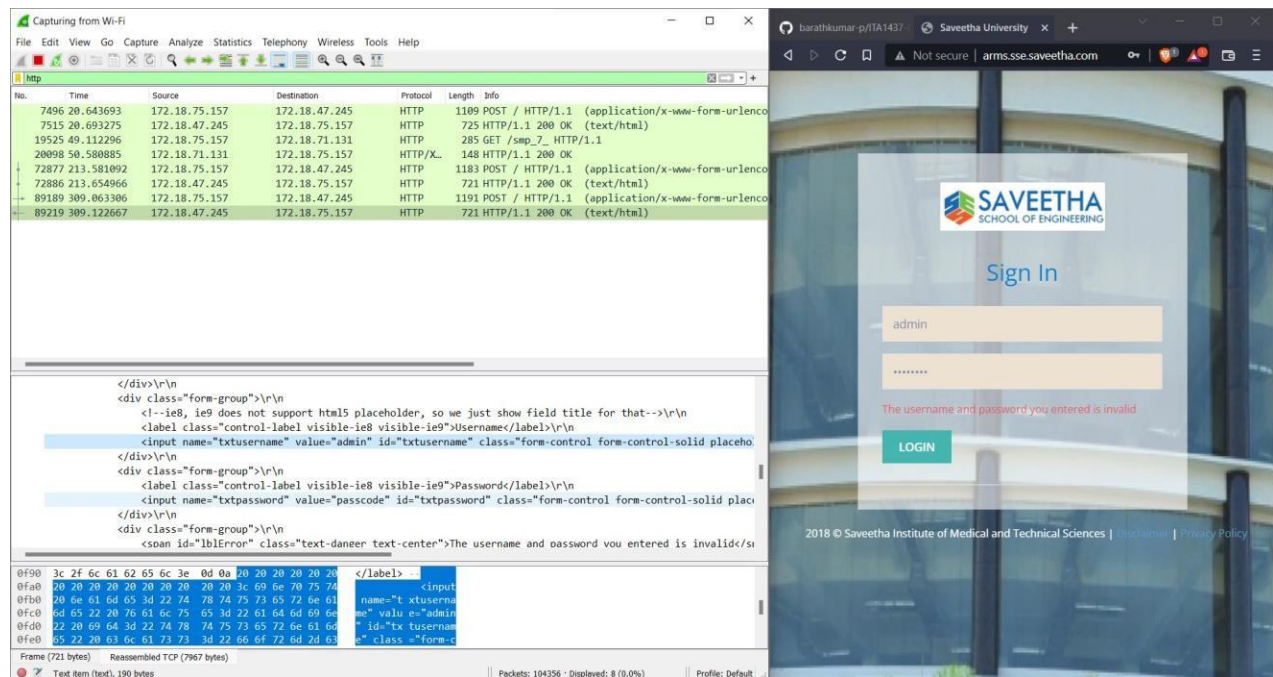 Capturing from Wi-Fi
File Edit View Go Capture Analyze Statistics Telephony Wireless Tools Help
http
No. Time Source Destination Protocol Length Info
7496 20.643693 172.18.75.157 172.18.47.245 HTTP 1109 POST / HTTP/1.1 (application/x-www-form-urlenco
7515 20.693275 172.18.47.245 172.18.75.157 HTTP 725 HTTP/1.1 200 OK (text/html)
19525 49.112296 172.18.75.157 172.18.71.131 HTTP 285 GET /smp_7_ HTTP/1.1
20098 50.580885 172.18.71.131 172.18.75.157 HTTP/X... 148 HTTP/1.1 200 OK
72877 213.581092 172.18.75.157 172.18.47.245 HTTP 1183 POST / HTTP/1.1 (application/x-www-form-urlenco
72886 213.654966 172.18.47.245 172.18.75.157 HTTP 721 HTTP/1.1 200 OK (text/html)
89189 309.063306 172.18.75.157 172.18.47.245 HTTP 1191 POST / HTTP/1.1 (application/x-www-form-urlenco
89219 309.122667 172.18.47.245 172.18.75.157 HTTP 721 HTTP/1.1 200 OK (text/html)
</div>\r\n
<div class="form-group">\r\n
<!--ie8, ie9 does not support html5 placeholder, so we just show field title for that-->\r\n
<label class="control-label visible-ie8 visible-ie9">Username</label>\r\n
<input name="txtusername" value="admin" id="txtusername" class="form-control form-control-solid placeho
</div>\r\n
<div class="form-group">\r\n
<label class="control-label visible-ie8 visible-ie9">Password</label>\r\n
<input name="txtpassword" value="passcode" id="txtpassword" class="form-control form-control-solid place
</div>\r\n
<div class="form-group">\r\n
<span id="lblError" class="text-danger text-center">The username and password you entered is invalid</s
0f90 3c 2f 6c 61 62 65 6c 3e 0d 0a 20 20 20 20 20 20 </label> ··
0fa0 20 20 20 20 20 20 20 20 20 20 3c 69 6e 70 75 74 <input
0fb0 20 6e 61 6d 65 3d 22 74 78 74 75 73 65 72 6e 61 name="t xtuserna
0fc0 6d 65 22 20 76 61 6c 75 65 3d 22 61 64 6d 69 6e me" valu e="admin
0fd0 22 20 69 64 3d 22 74 78 74 75 73 65 72 6e 61 6d " id="tx tusernam
0fe0 65 22 20 63 6c 61 73 73 3d 22 66 6f 72 6d 2d 63 e" class ="form-c
Frame (721 bytes) Reassembled TCP (7967 bytes)
Text item (text), 190 bytes Packets: 104356 · Displayed: 8 (0.0%) Profile: Default
barathkumar-p/ITA1437 Saveetha University
Not secure arms.sse.saveetha.com
SAVEETHA
SCHOOL OF ENGINEERING
Sign In
admin
The username and password you entered is invalid
LOGIN
2018 © Saveetha Institute of Medical and Technical Sciences | Disclaimer | Privacy Policy